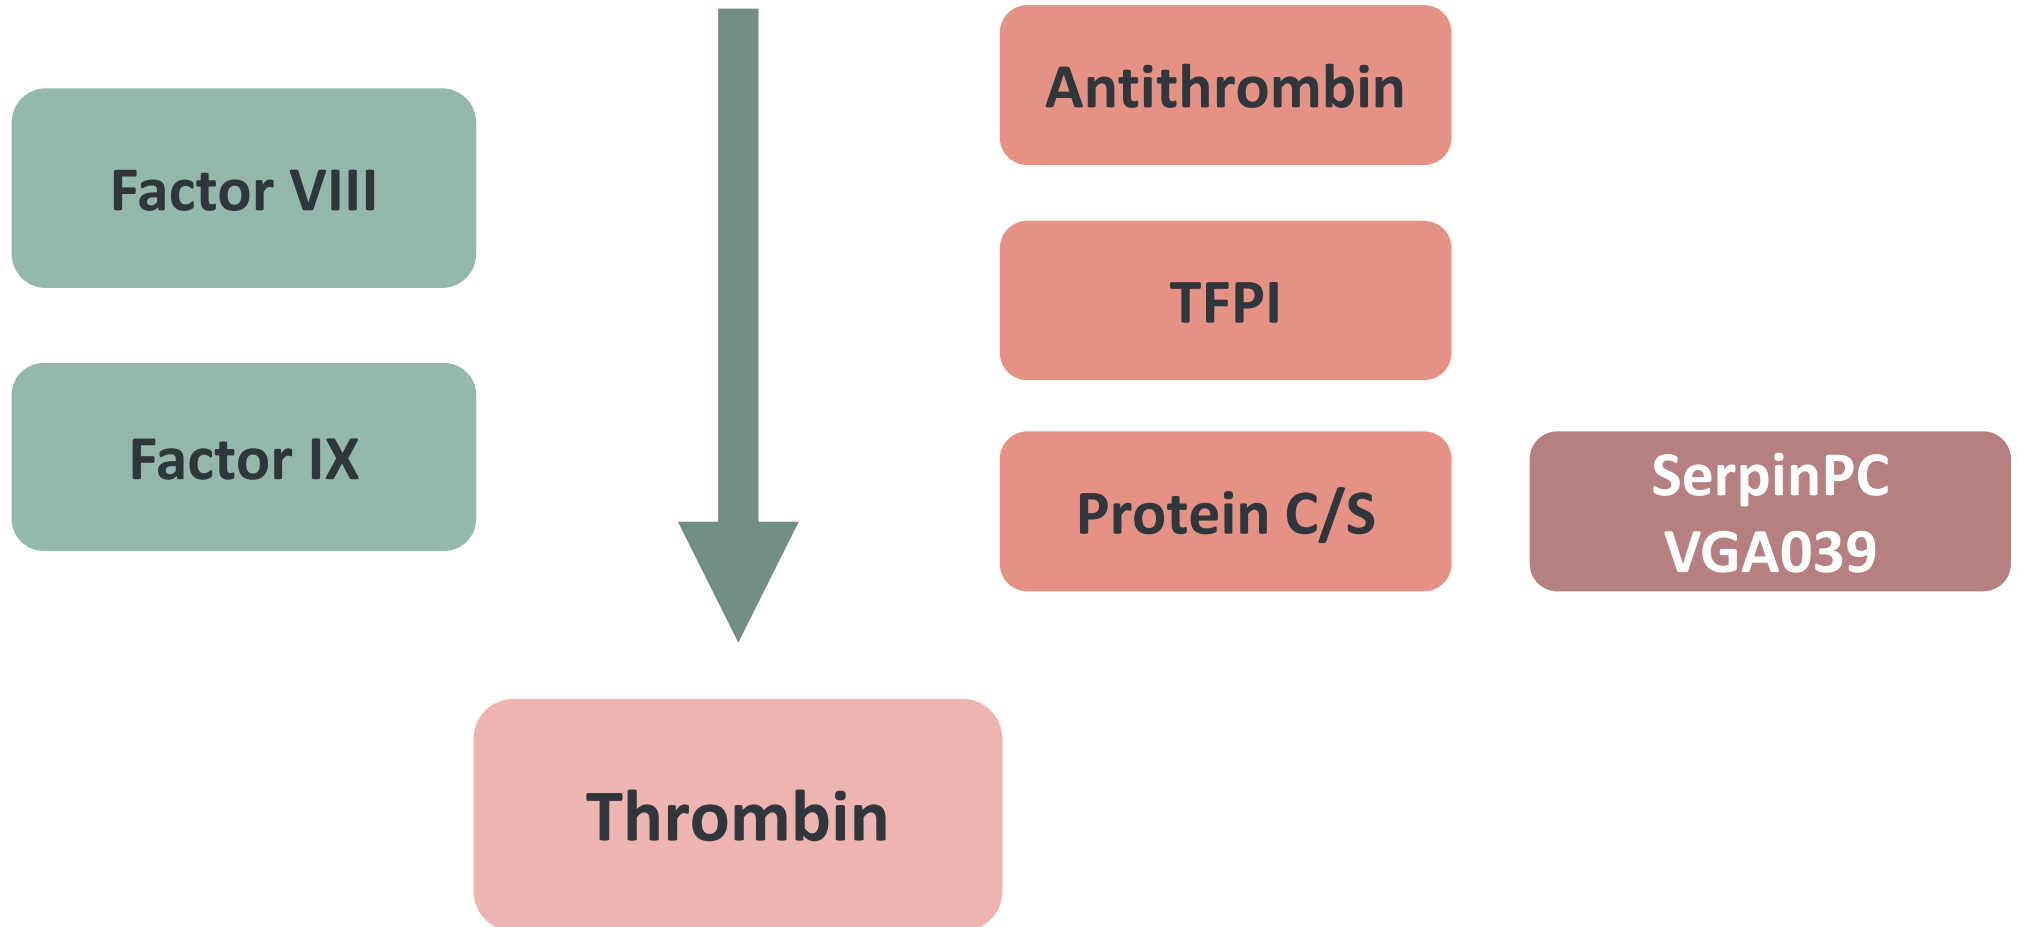 Factor VIII
Factor IX
Antithrombin
TFPI
Protein C/S
SerpinPC
VGA039
Thrombin